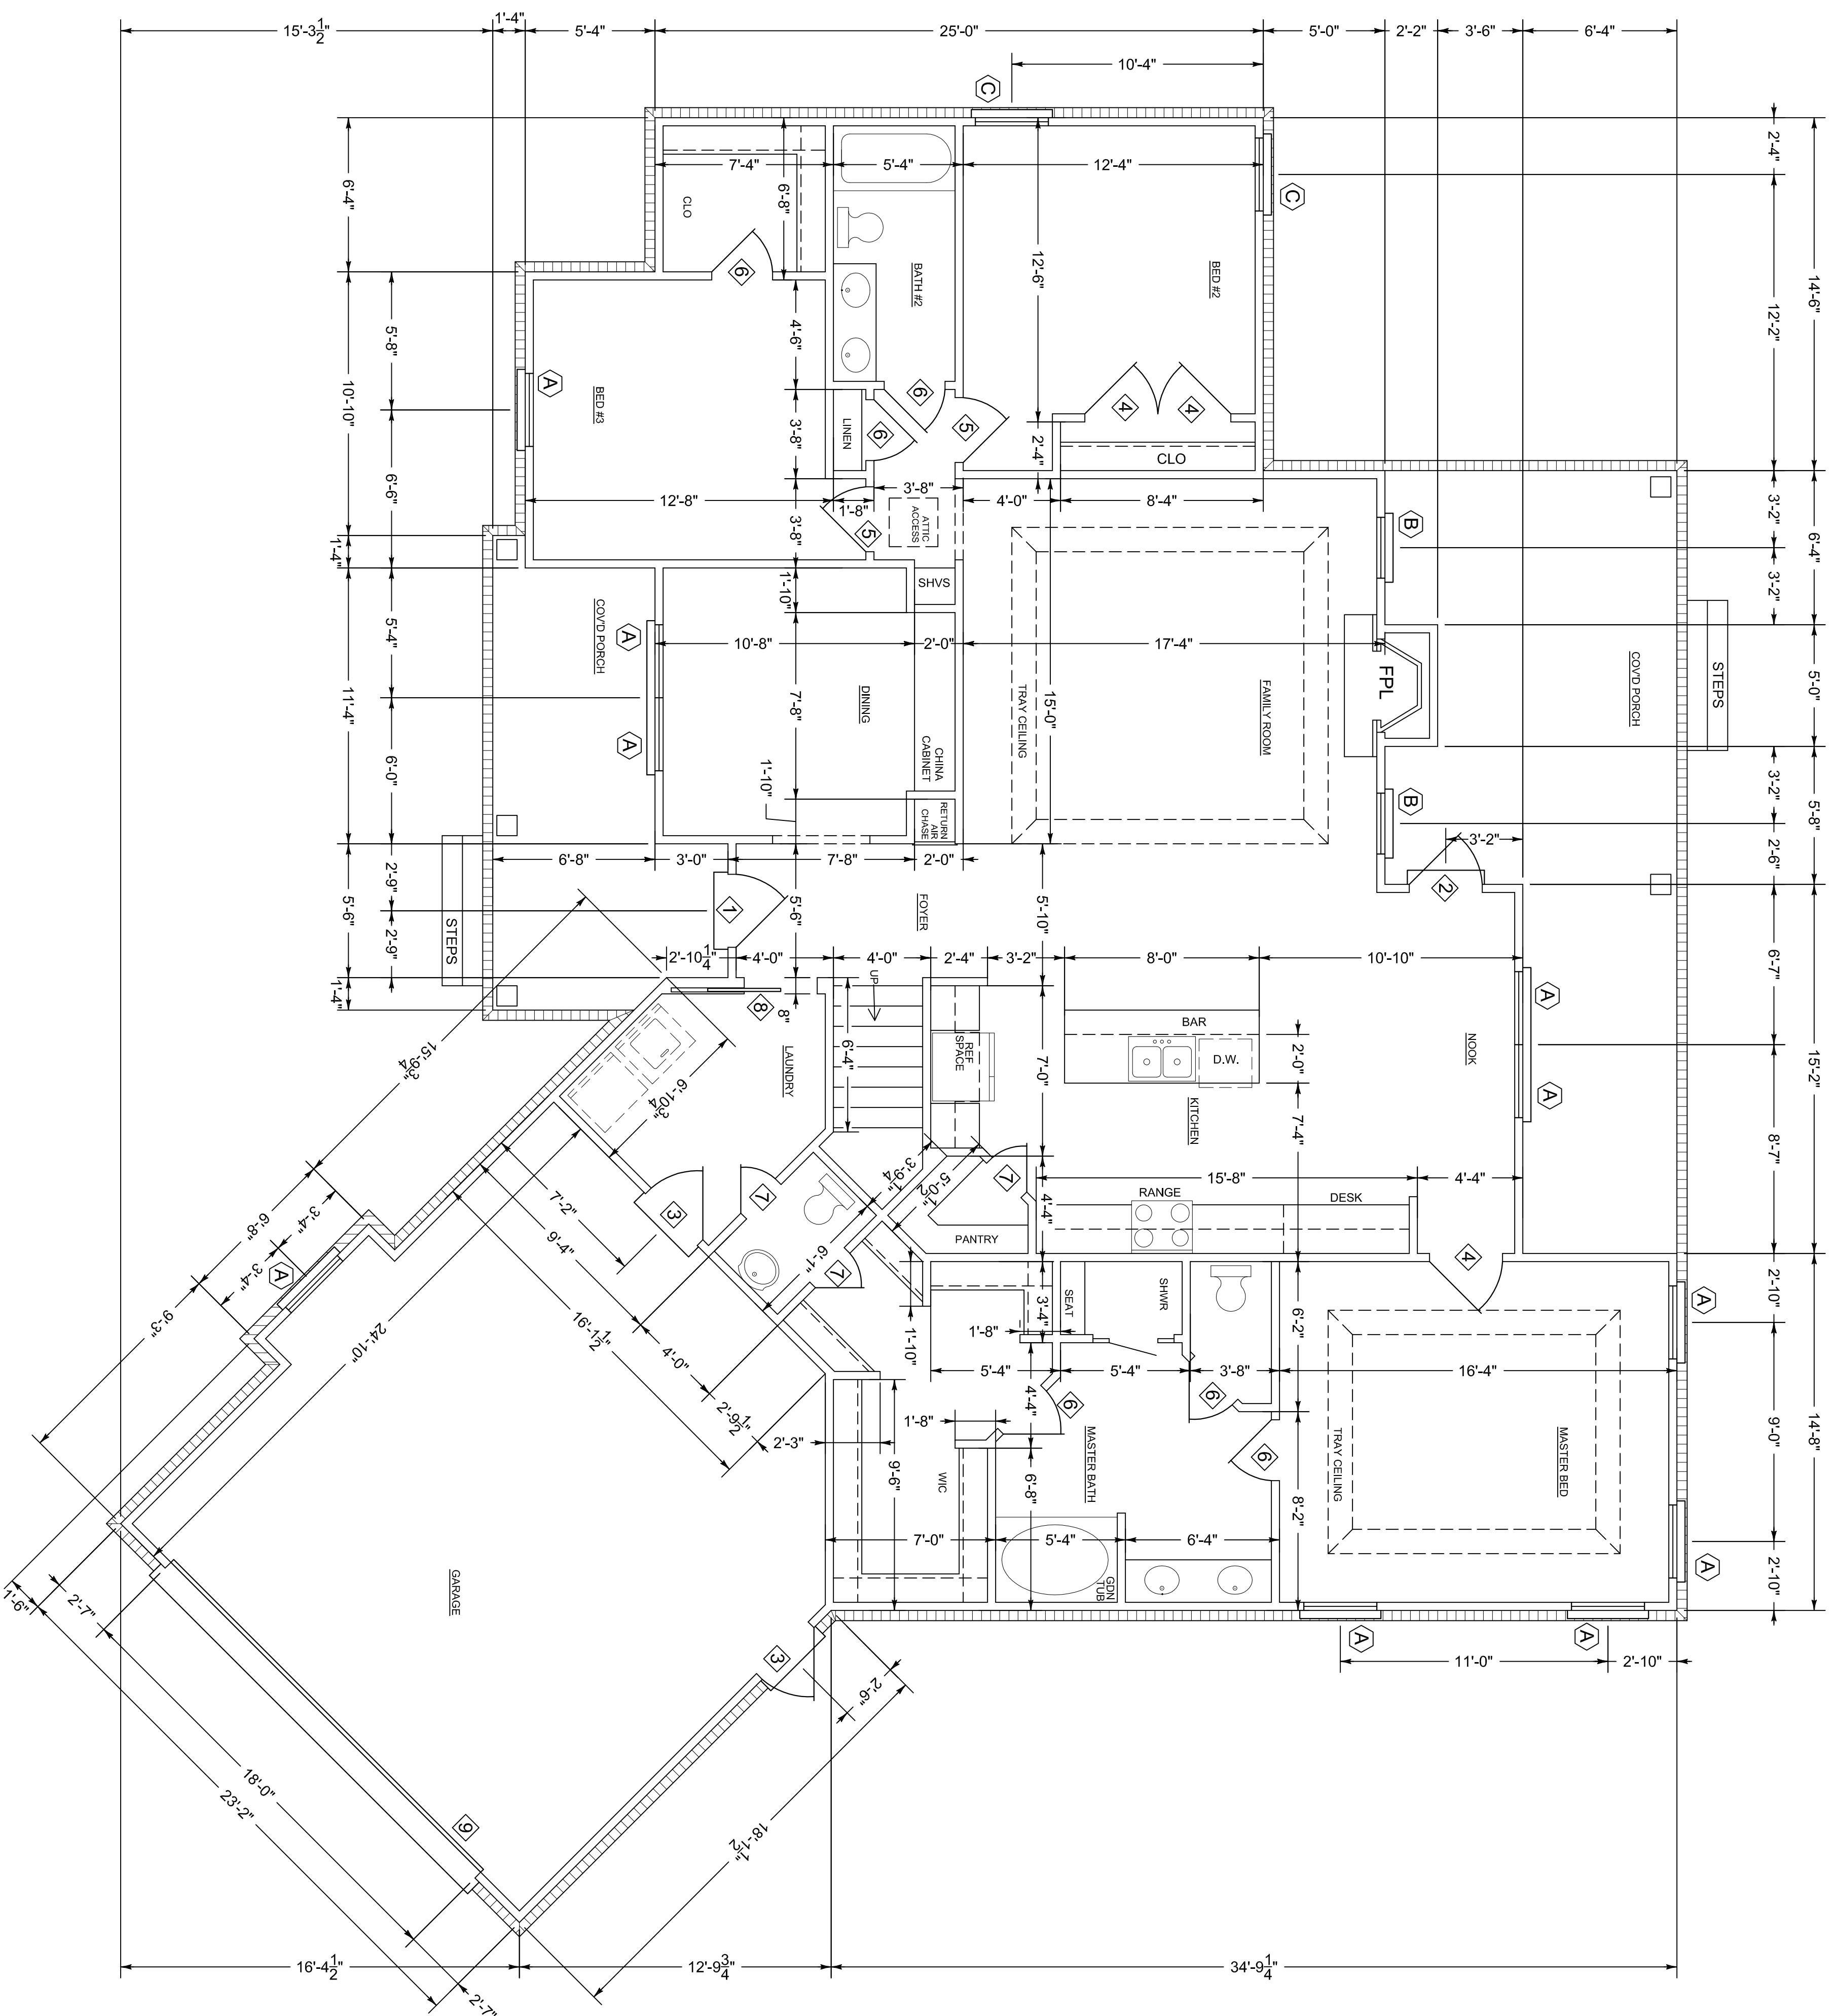 15'-3 1/2"
1'-4"
5'-4"
25'-0"
5'-0"
2'-2"
3'-6"
6'-4"
10'-4"
C
2'-4"
14'-6"
12'-2"
C
6'-4"
7'-4"
5'-4"
12'-4"
6'-8"
CLO
6
BATH #2
12'-6"
BED #2
5'-8"
10'-10"
6'-6"
A
BED #3
4'-6"
3'-8"
LINEN
6
6
5
4
4
2'-4"
CLO
12'-8"
1'-8"
3'-8"
4'-0"
8'-4"
3'-8"
5
ATTIC
ACCESS
B
3'-2"
6'-4"
3'-2"
1'-4"
1'-10"
SHVS
COV'D PORCH
A
5'-4"
11'-4"
6'-0"
10'-8"
2'-0"
17'-4"
15'-0"
7'-8"
DINING
TRAY CEILING
FAMILY ROOM
FPL
COV'D PORCH
STEPS
5'-0"
A
CHINA
CABINET
1'-10"
RETURN
AIR
CHASE
B
3'-2"
5'-8"
2'-6"
3'-2"
6'-8"
3'-0"
7'-8"
2'-0"
2'-9"
5'-6"
2'-9"
STEPS
1'-4"
1
FOYER
5'-6"
5'-10"
2
2'-10 1/4"
4'-0"
4'-0"
2'-4"
3'-2"
8'-0"
10'-10"
6'-7"
15'-2"
8'-7"
UP
8
8"
BAR
A
LAUNDRY
6'-4"
REF
SPACE
7'-0"
D.W.
2'-0"
NOOK
A
15'-9 3/4"
6'-10 3/4"
KITCHEN
7'-4"
3'-9 1/4"
5'-0 1/2"
7
4'-4"
15'-8"
4'-4"
RANGE
DESK
7'-2"
9'-4"
3
7
PANTRY
4
6'-8"
3'-4"
3'-4"
A
6'-1"
7
1'-10"
3'-4"
SEAT
SHWR
6'-2"
2'-10"
A
9'-3"
24'-10"
16'-1 1/2"
4'-0"
2'-9 1/2"
1'-8"
5'-4"
5'-4"
3'-8"
16'-4"
4'-4"
6
6
1'-8"
2'-3"
9'-6"
WIC
6'-8"
MASTER BATH
6
8'-2"
TRAY CEILING
MASTER BED
9'-0"
14'-8"
7'-0"
5'-4"
6'-4"
GDN
TUB
A
2'-10"
1'-6"
2'-7"
GARAGE
3
A
A
11'-0"
2'-10"
2'-6"
18'-0"
23'-2"
9
18'-1 1/2"
16'-4 1/2"
12'-9 3/4"
34'-9 1/4"
2'-7"